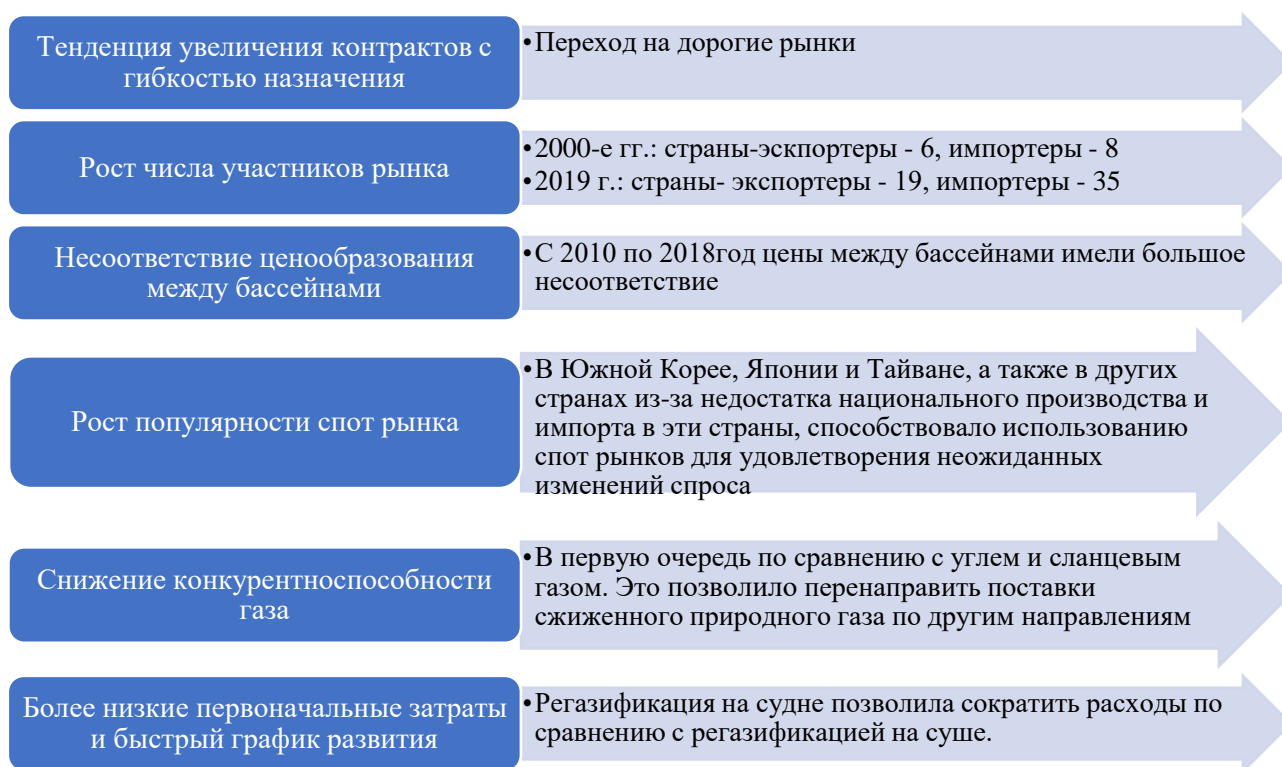 Тенденция увеличения контрактов с
гибкостью назначения
•Переход на дорогие рынки
Рост числа участников рынка
•2000-е гг.: страны-эскпортеры - 6, импортеры - 8
•2019 г.: страны- экспортеры - 19, импортеры - 35
Несоответствие ценообразования
между бассейнами
•С 2010 по 2018год цены между бассейнами имели большое
несоответствие
Рост популярности спот рынка
•В Южной Корее, Японии и Тайване, а также в других
странах из-за недостатка национального производства и
импорта в эти страны, способствовало использованию
спот рынков для удовлетворения неожиданных
изменений спроса
Снижение конкурентноспособности
газа
•В первую очередь по сравнению с углем и сланцевым
газом. Это позволило перенаправить поставки
сжиженного природного газа по другим направлениям
Более низкие первоначальные затраты
и быстрый график развития
•Регазификация на судне позволила сократить расходы по
сравнению с регазификацией на суше.